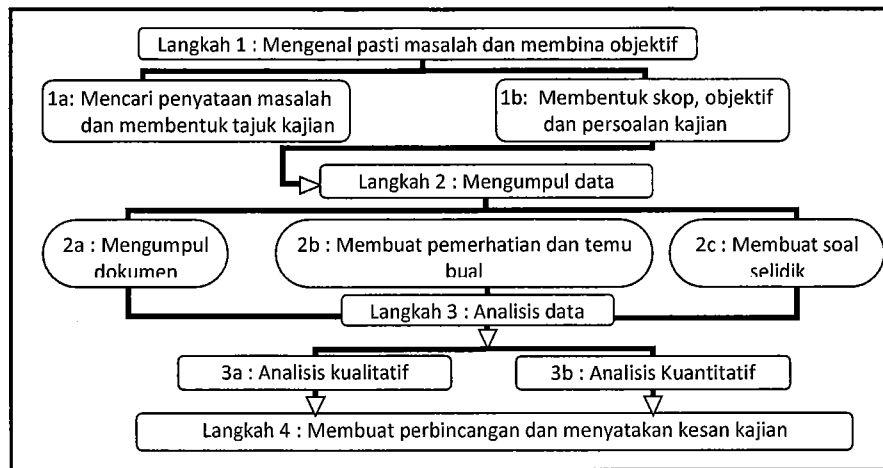 Langkah 1 : Mengenal pasti masalah dan membina objektif
1a: Mencari penyataan masalah
dan membentuk tajuk kajian
1b: Membentuk skop, objektif
dan persoalan kajian
Langkah 2 : Mengumpul data
2a : Mengumpul
dokumen
2b : Membuat pemerhatian dan temu
bual
2c : Membuat soal
selidik
Langkah 3 : Analisis data
3a : Analisis kualitatif
3b : Analisis Kuantitatif
Langkah 4 : Membuat perbincangan dan menyatakan kesan kajian